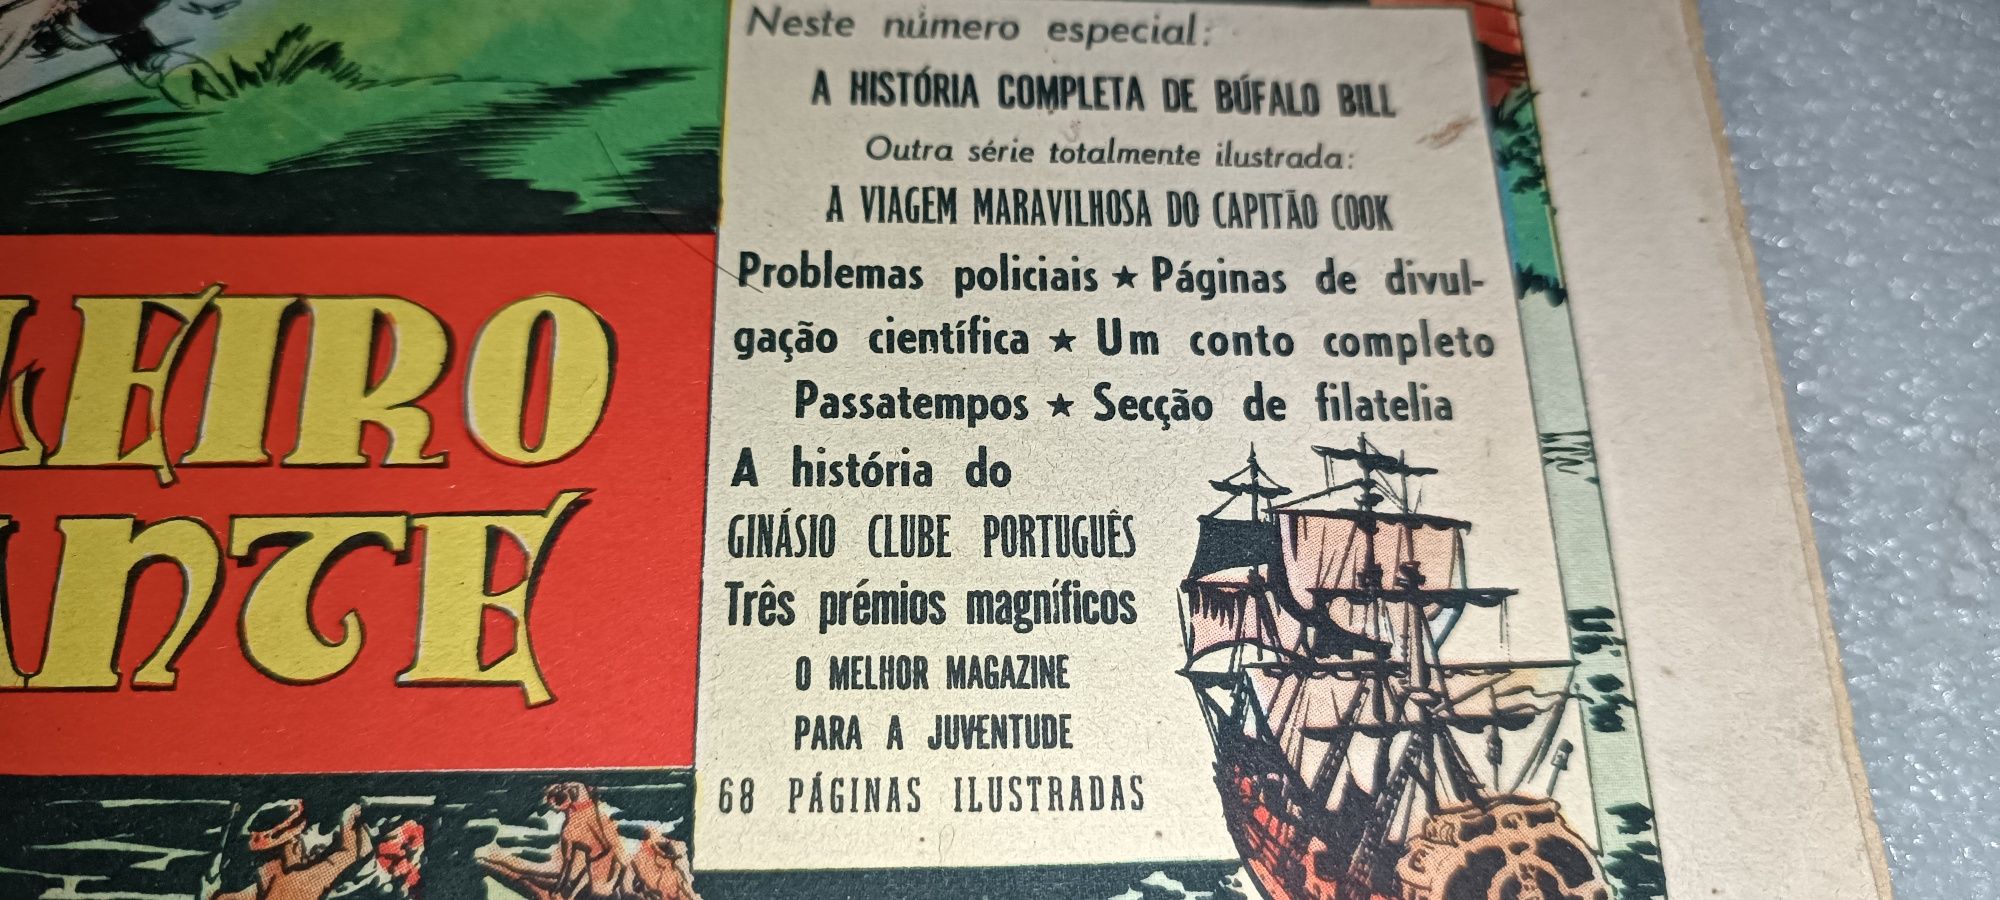 Neste número especial:
A HISTÓRIA COMPLETA DE BÚFALO BILL
Outra série totalmente ilustrada:
A VIAGEM MARAVILHOSA DO CAPITÃO COOK
Problemas policiais ★ Páginas de divul-
gação científica ★ Um conto completo
Passatempos ★ Secção de filatelia
A história do
GINÁSIO CLUBE PORTUGUÊS
Três prémios magníficos
O MELHOR MAGAZINE
PARA A JUVENTUDE
68 PÁGINAS ILUSTRADAS
LEIRO
ANTE